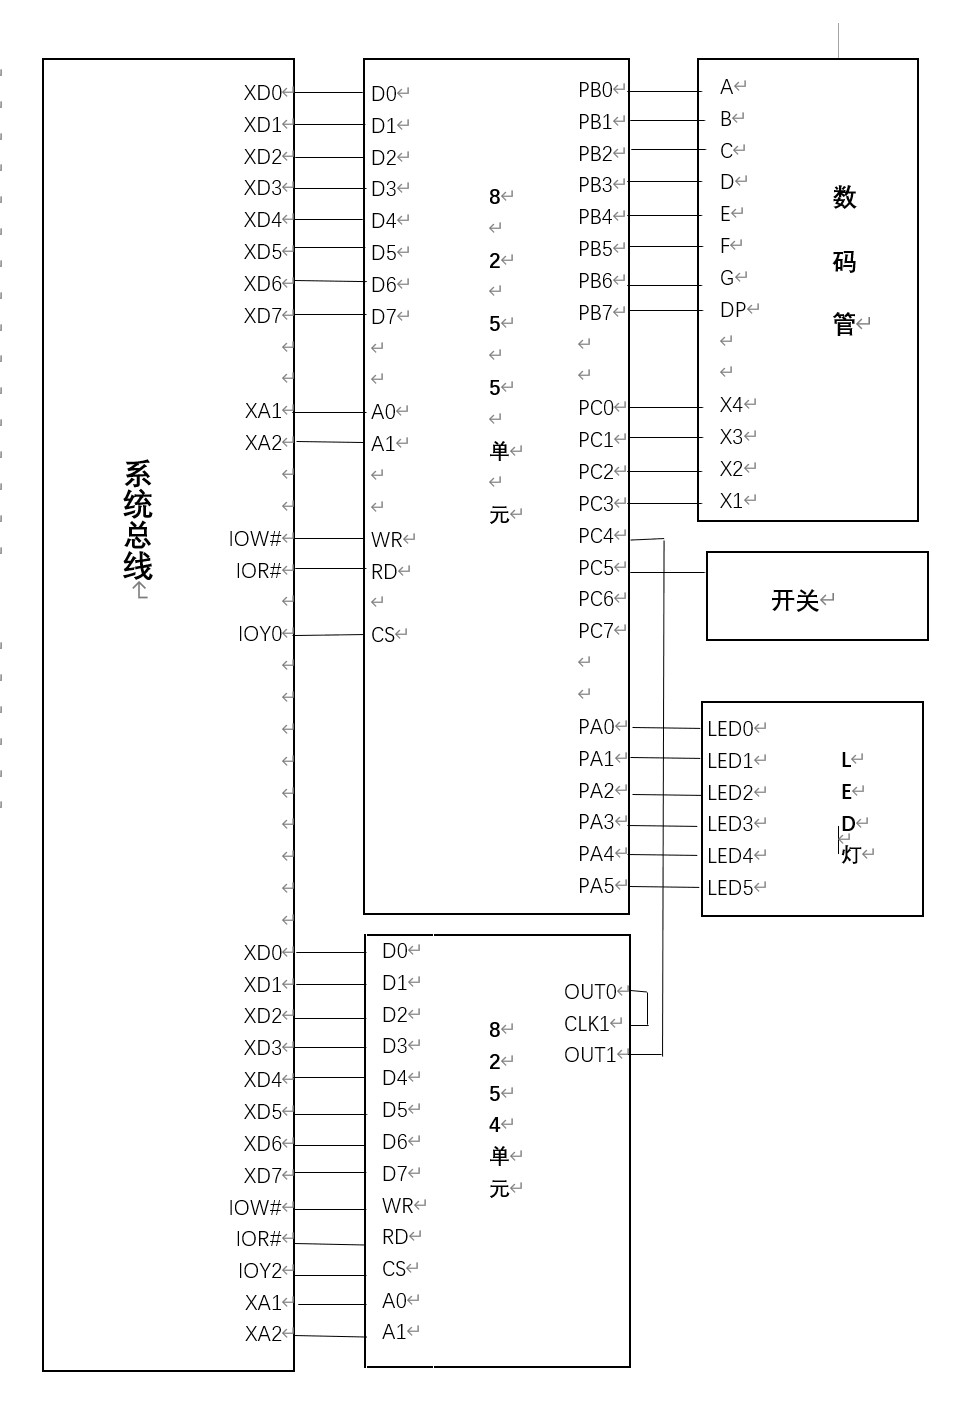 系统总线
XD0
XD1
XD2
XD3
XD4
XD5
XD6
XD7
XA1
XA2
IOW#
IOR#
IOY0
XD0
XD1
XD2
XD3
XD4
XD5
XD6
XD7
IOW#
IOR#
IOY2
XA1
XA2
D0
D1
D2
D3
D4
D5
D6
D7
A0
A1
WR
RD
CS
8255单元
PB0
PB1
PB2
PB3
PB4
PB5
PB6
PB7
PC0
PC1
PC2
PC3
PC4
PC5
PC6
PC7
PA0
PA1
PA2
PA3
PA4
PA5
A
B
C
D
E
F
G
DP
X4
X3
X2
X1
数码管
开关
LED0
LED1
LED2
LED3
LED4
LED5
LED灯
D0
D1
D2
D3
D4
D5
D6
D7
WR
RD
CS
A0
A1
8254单元
OUT0
CLK1
OUT1